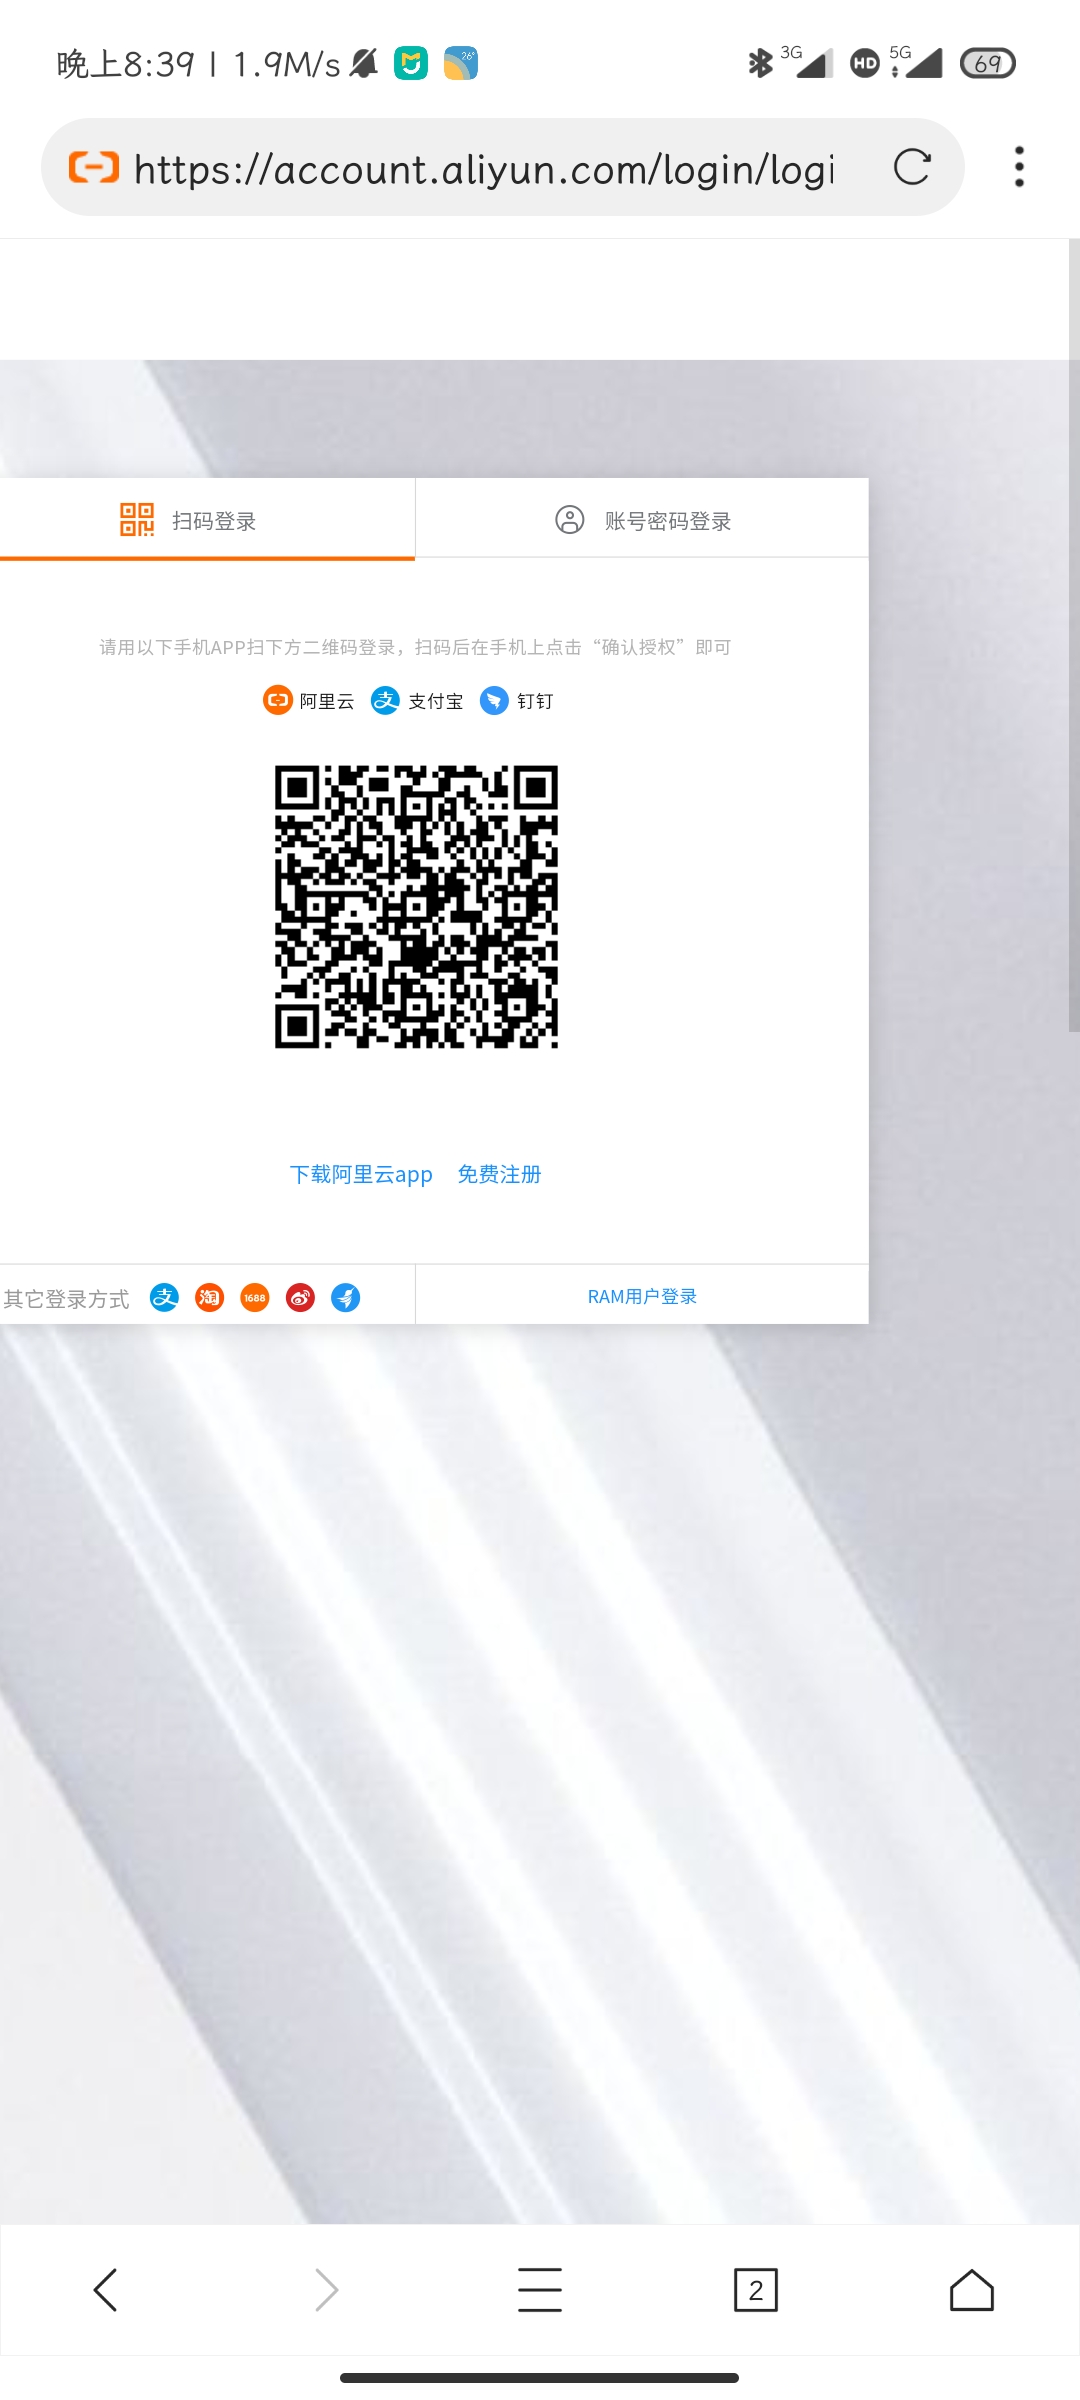 晚上8:39 | 1.9M/s 26° 3G HD 5G 69
https://account.aliyun.com/login/logi
扫码登录 账号密码登录
请用以下手机APP扫下方二维码登录，扫码后在手机上点击“确认授权”即可
阿里云 支付宝 钉钉
下载阿里云app 免费注册
其它登录方式 支 淘 1688 RAM用户登录
2